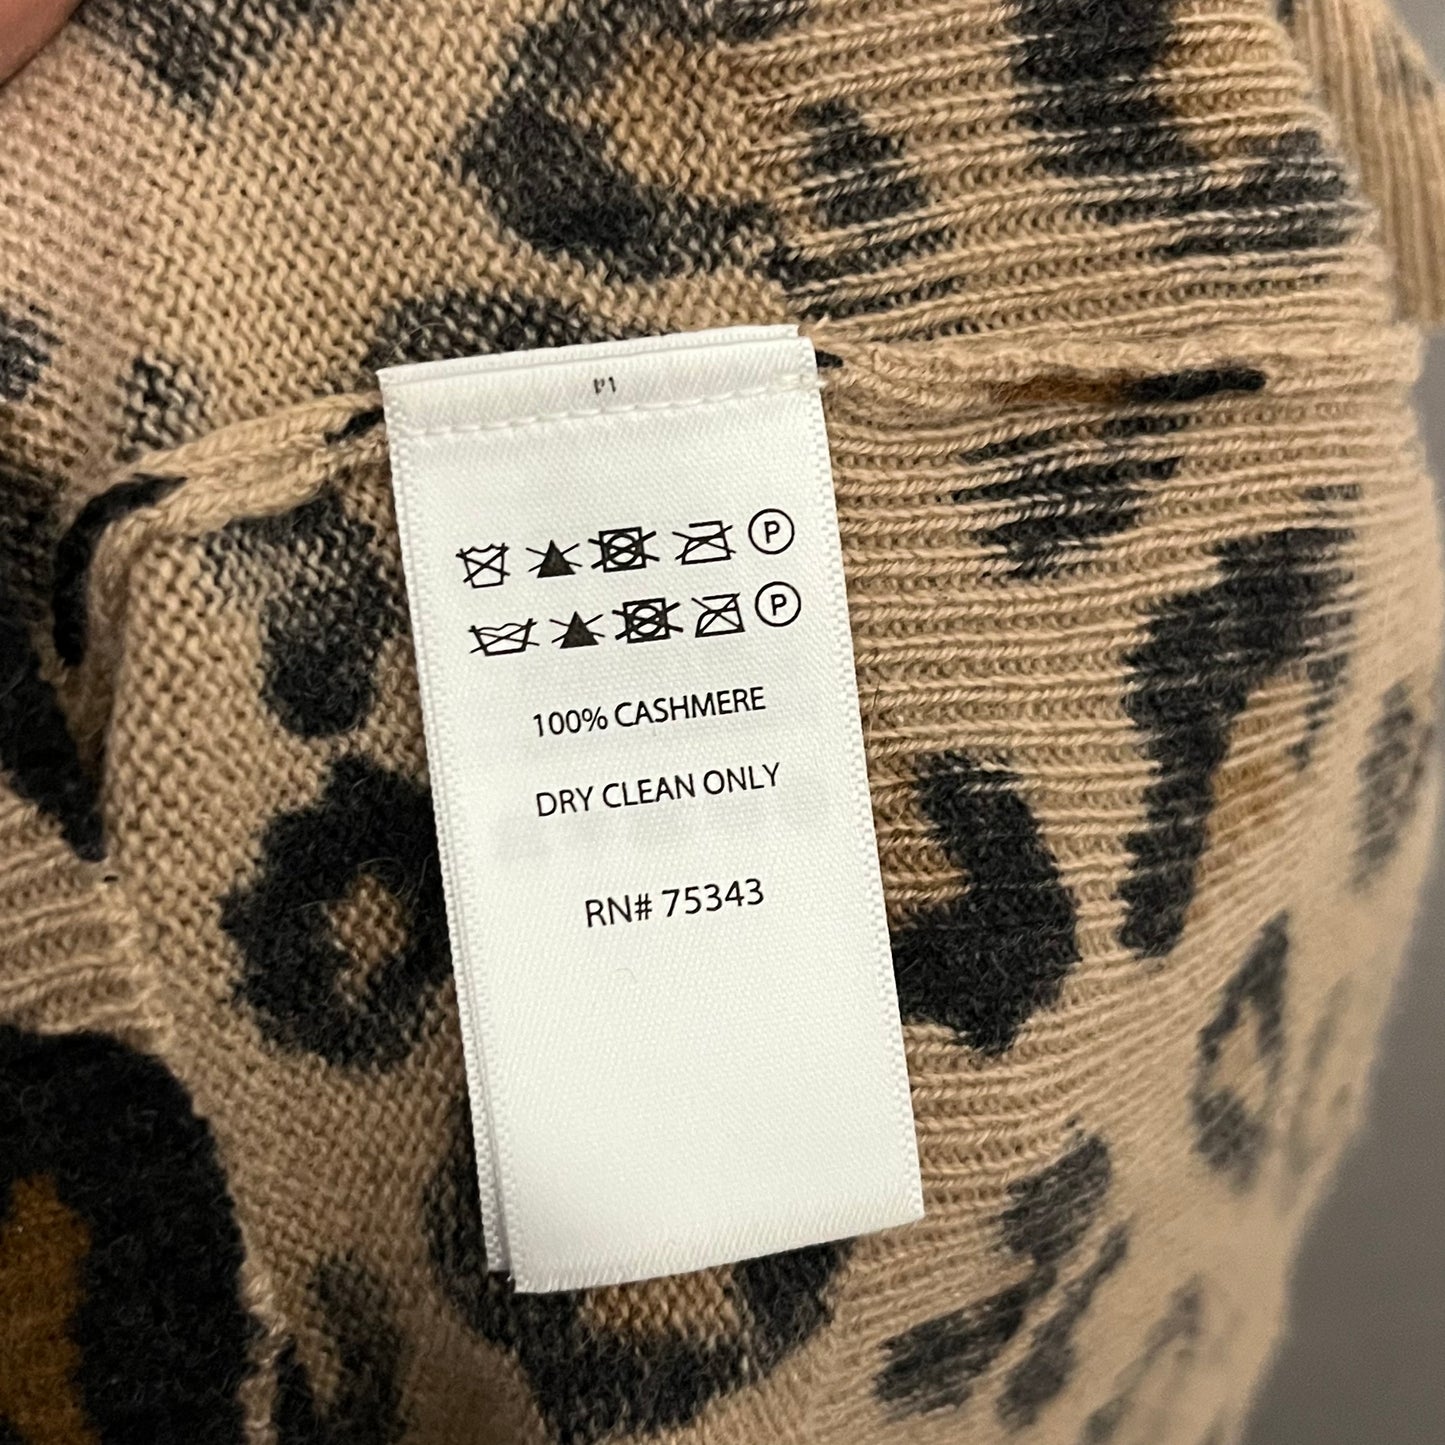 P
P
100% CASHMERE
DRY CLEAN ONLY
RN# 75343